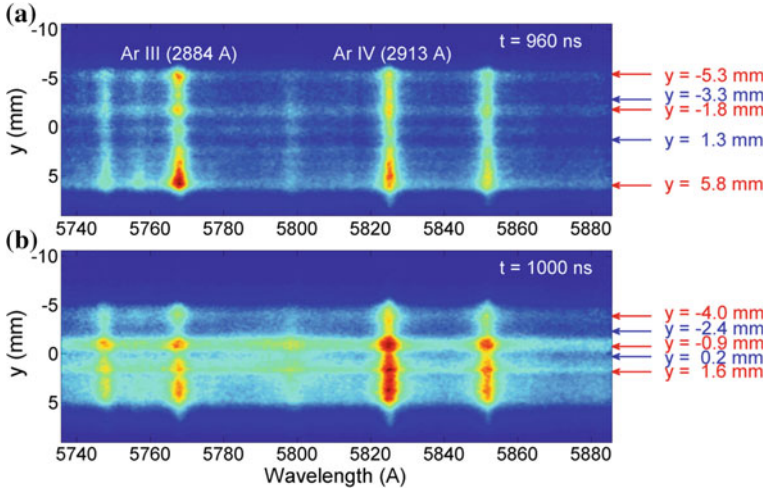 (a)
-10
-5
0
5
y (mm)
Ar III (2884 A)
Ar IV (2913 A)
t = 960 ns
y = -5.3 mm
y = -3.3 mm
y = -1.8 mm
y = 1.3 mm
y = 5.8 mm
5740 5760 5780 5800 5820 5840 5860 5880
(b)
-10
-5
0
5
y (mm)
t = 1000 ns
y = -4.0 mm
y = -2.4 mm
y = -0.9 mm
y = 0.2 mm
y = 1.6 mm
5740 5760 5780 5800 5820 5840 5860 5880
Wavelength (A)